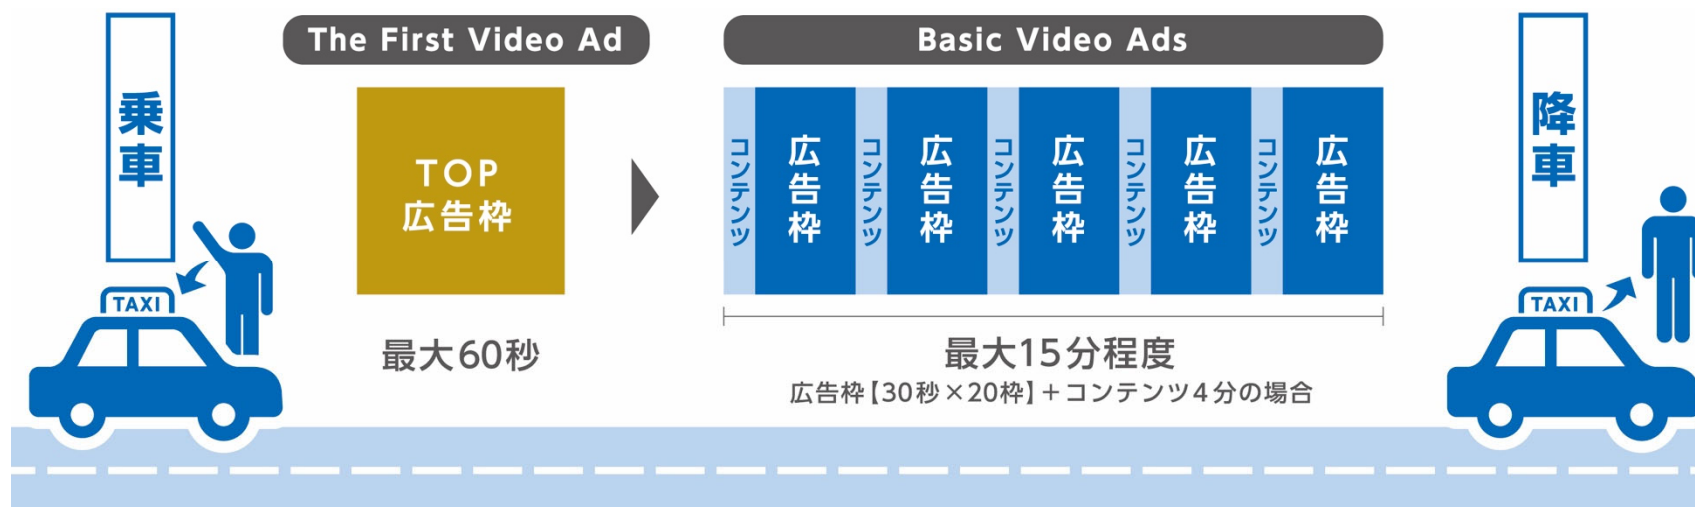 乗車
TAXI
The First Video Ad
TOP
広告枠
最大60秒
Basic Video Ads
コンテンツ
広告枠
コンテンツ
広告枠
コンテンツ
広告枠
コンテンツ
広告枠
コンテンツ
広告枠
最大15分程度
広告枠【30秒×20枠】+コンテンツ4分の場合
降車
TAXI